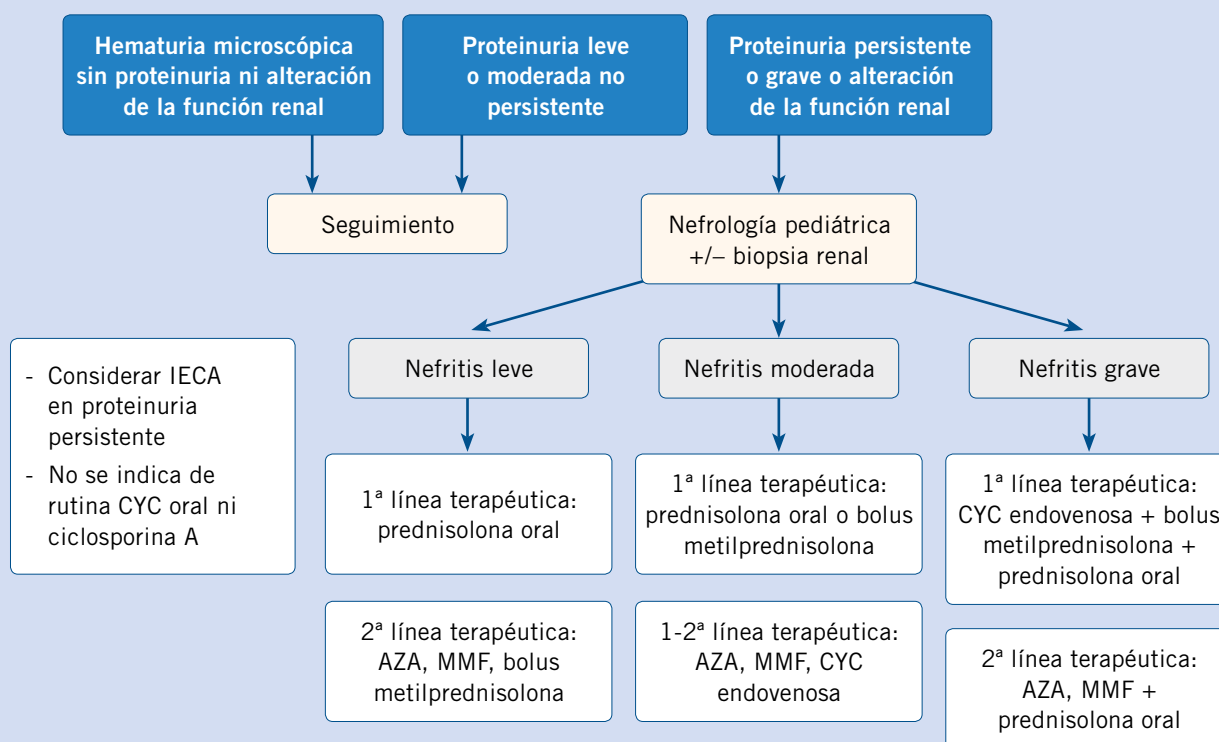 Hematuria microscópica
sin proteinuria ni alteración
de la función renal
Proteinuria leve
o moderada no
persistente
Proteinuria persistente
o grave o alteración
de la función renal
Seguimiento
Nefrología pediátrica
+/– biopsia renal
- Considerar IECA
en proteinuria
persistente
- No se indica de
rutina CYC oral ni
ciclosporina A
Nefritis leve
Nefritis moderada
Nefritis grave
1ª línea terapéutica:
prednisolona oral
1ª línea terapéutica:
prednisolona oral o bolus
metilprednisolona
1ª línea terapéutica:
CYC endovenosa + bolus
metilprednisolona +
prednisolona oral
2ª línea terapéutica:
AZA, MMF, bolus
metilprednisolona
1-2ª línea terapéutica:
AZA, MMF, CYC
endovenosa
2ª línea terapéutica:
AZA, MMF +
prednisolona oral